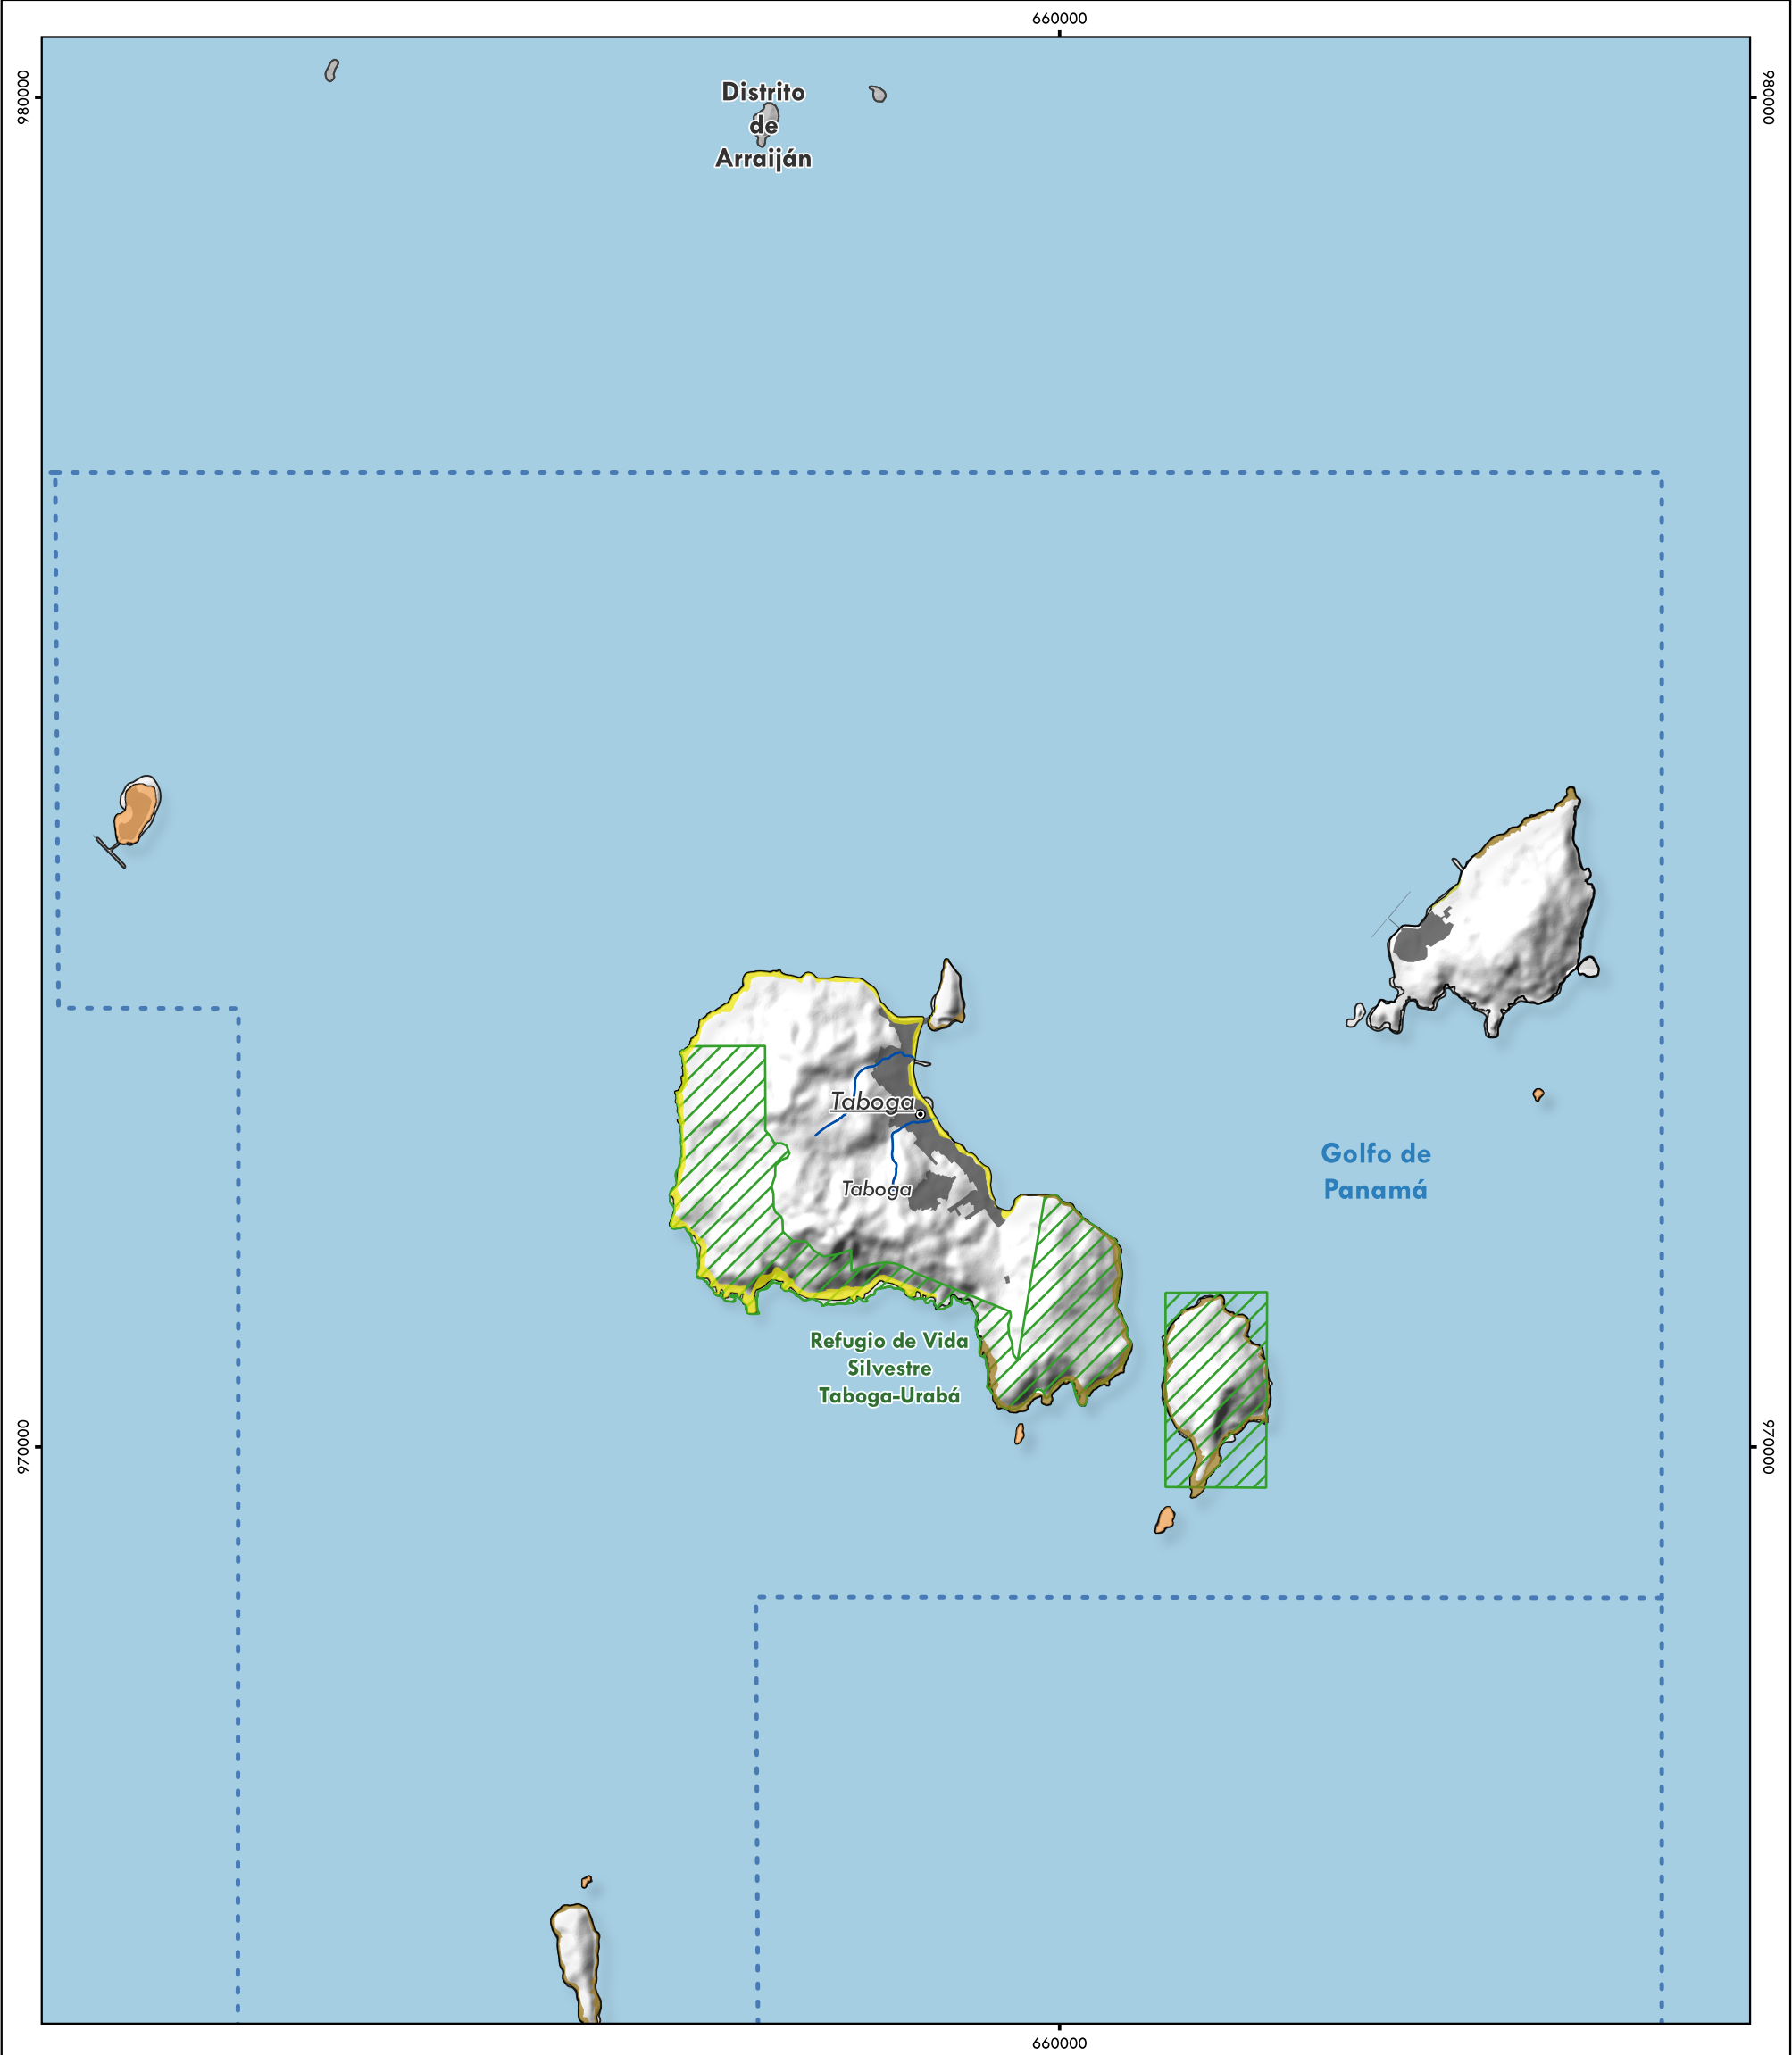 660000
980000
980000
Distrito
de
Arraiján
Taboga
Golfo de
Panamá
Taboga
Refugio de Vida
Silvestre
Taboga-Urabá
970000
970000
660000